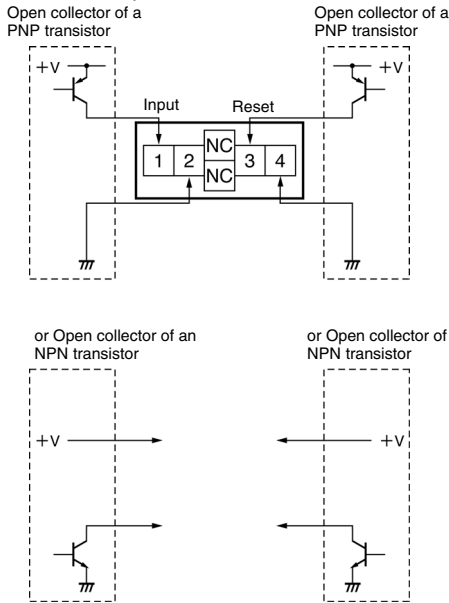 Open collector of a
PNP transistor
Open collector of a
PNP transistor
+V
+V
Input
Reset
1 2 NC NC 3 4
or Open collector of an
NPN transistor
or Open collector of
NPN transistor
+V
+V